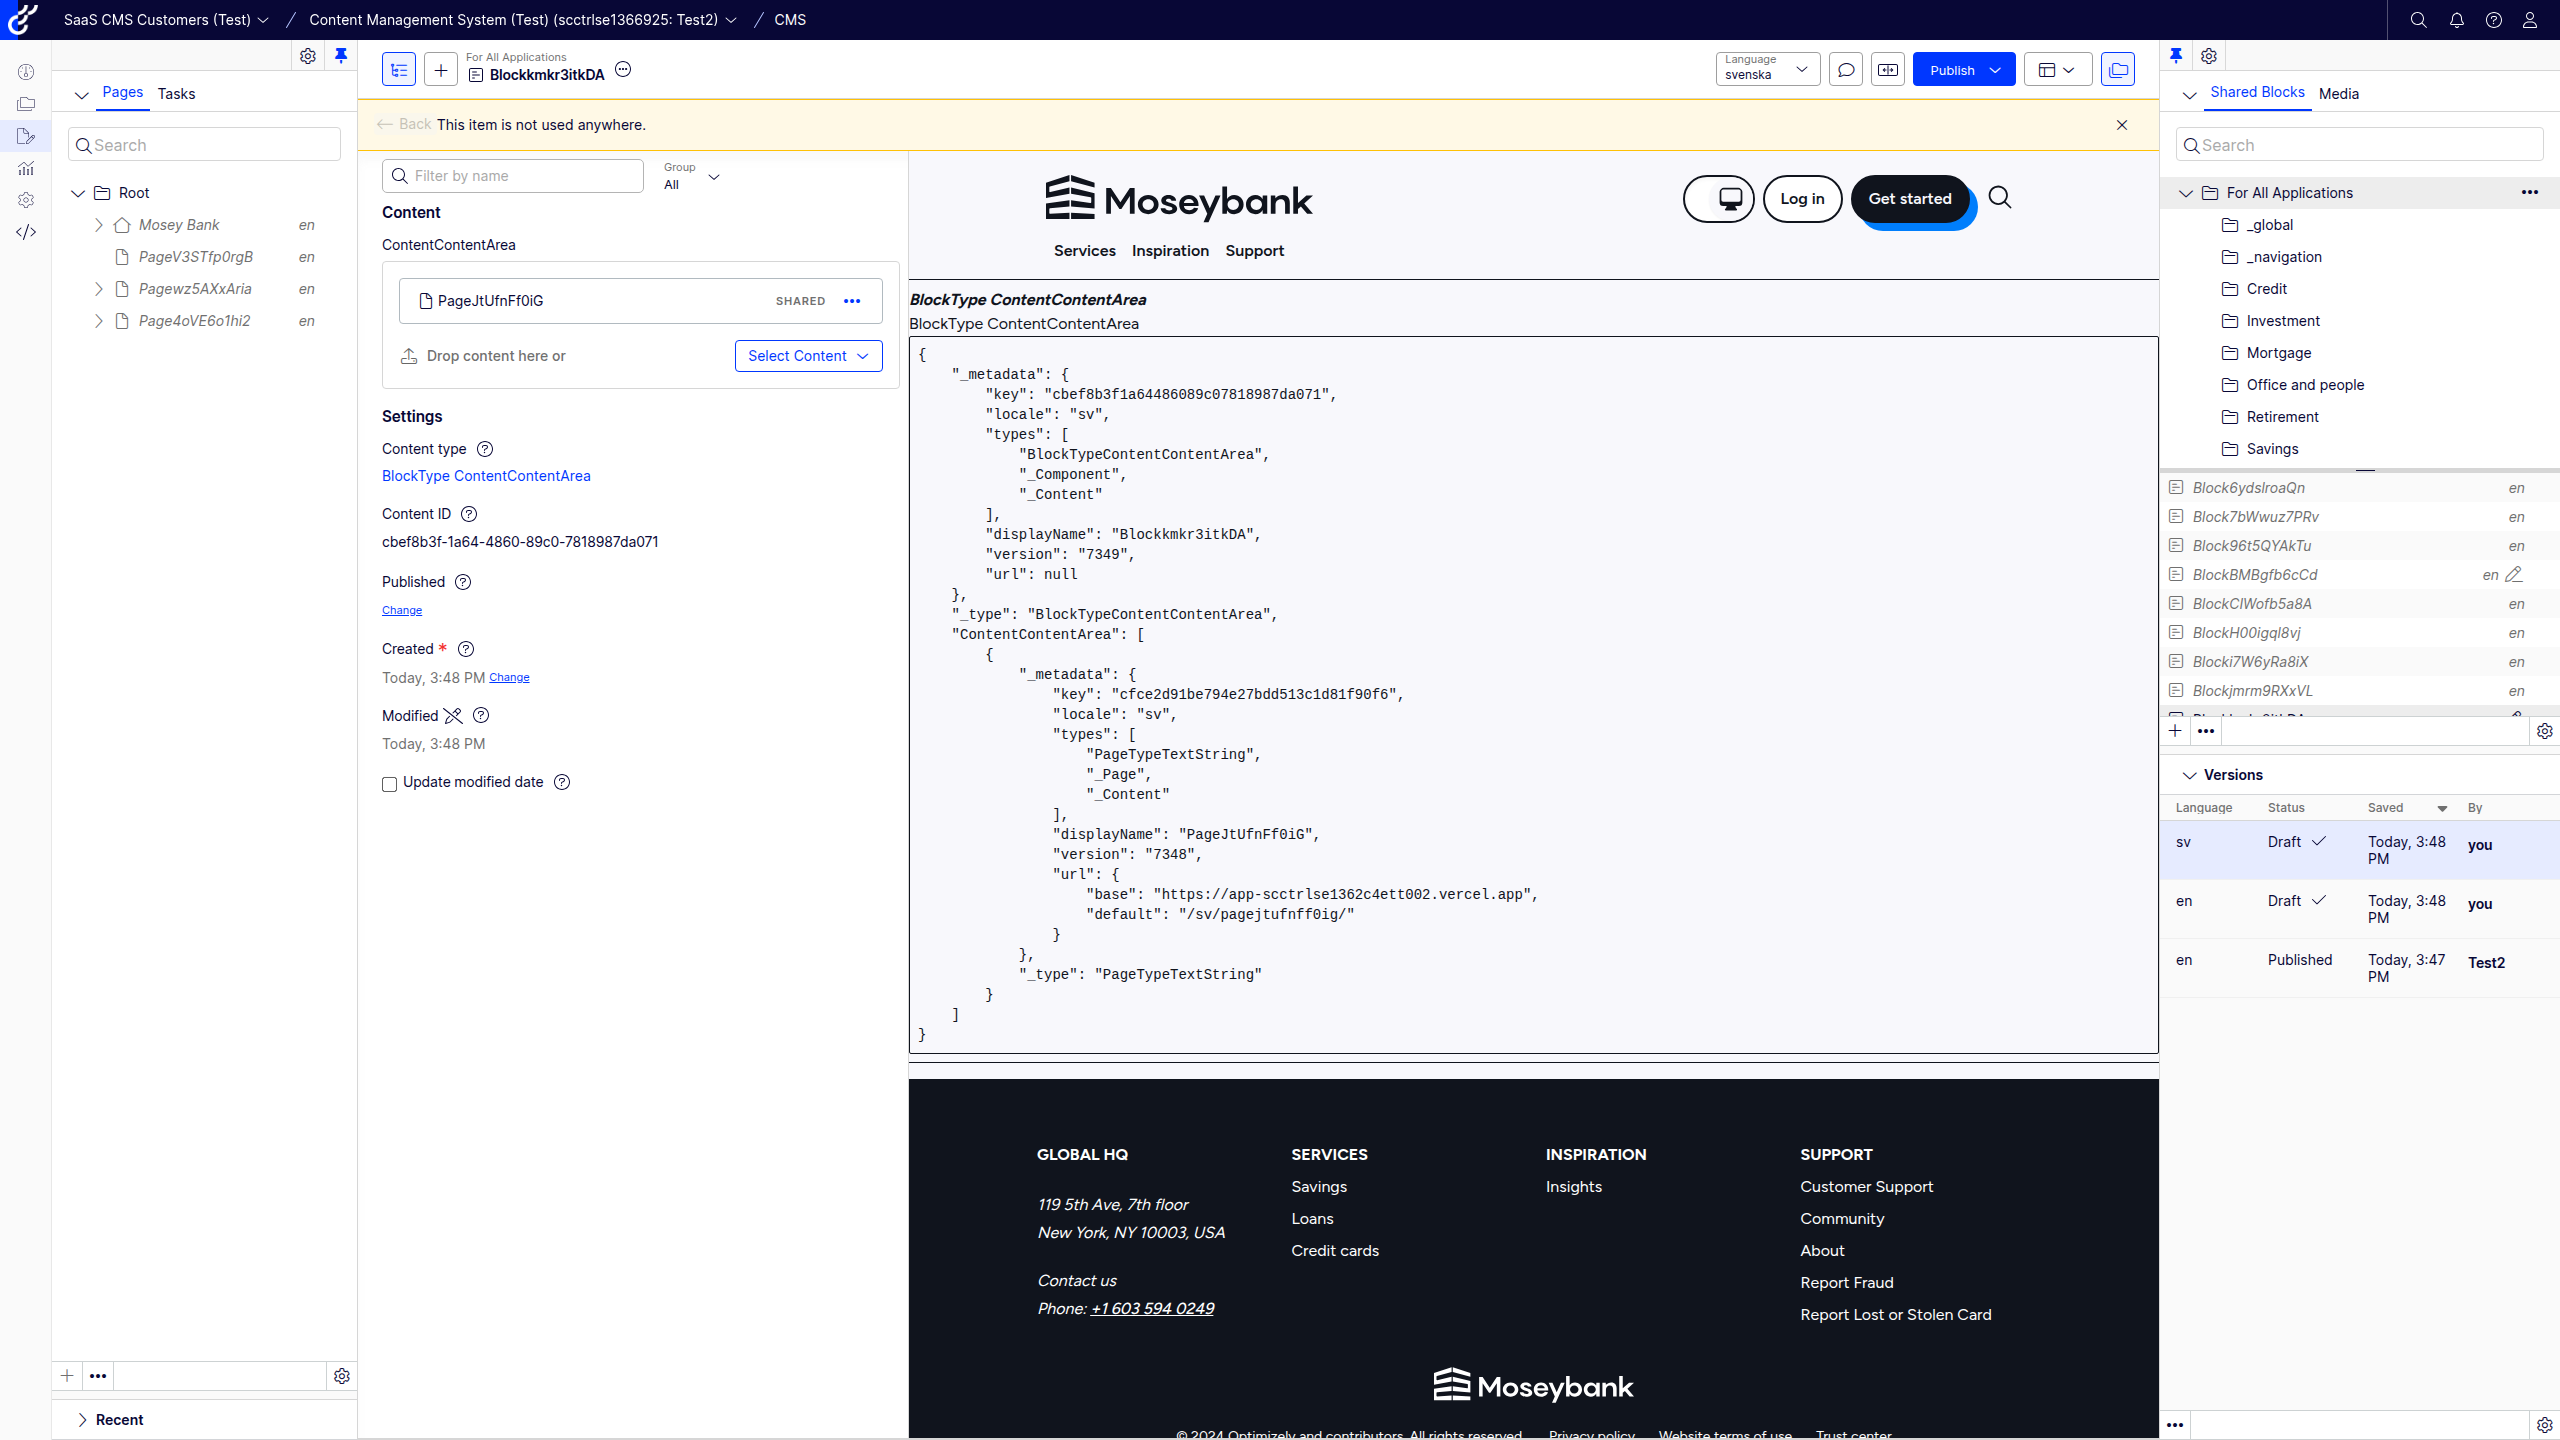 SaaS CMS Customers (Test)
Content Management System (Test) (scctrlse1366925: Test2)
CMS
Pages
Tasks
Search
Root
Mosey Bank en
PageV3STfp0rgB en
Pagewz5AXxAria en
Page4oVE6o1hi2 en
Recent
For All Applications
Blockkmkr3itkDA
Language
svenska
Publish
Back
This item is not used anywhere.
Filter by name
Group
All
Content
ContentContentArea
PageJtUfnFf0iG
SHARED
Drop content here or
Select Content
Settings
Content type
BlockType ContentContentArea
Content ID
cbef8b3f-1a64-4860-89c0-7818987da071
Published
Change
Created *
Today, 3:48 PM Change
Modified
Today, 3:48 PM
Update modified date
Moseybank
Log in
Get started
Services
Inspiration
Support
BlockType ContentContentArea
BlockType ContentContentArea
{
"_metadata": {
"key": "cbef8b3f1a64486089c07818987da071",
"locale": "sv",
"types": [
"BlockTypeContentContentArea",
"_Component",
"_Content"
],
"displayName": "Blockkmkr3itkDA",
"version": "7349",
"url": null
},
"_type": "BlockTypeContentContentArea",
"ContentContentArea": [
{
"_metadata": {
"key": "cfce2d91be794e27bdd513c1d81f90f6",
"locale": "sv",
"types": [
"PageTypeTextString",
"_Page",
"_Content"
],
"displayName": "PageJtUfnFf0iG",
"version": "7348",
"url": {
"base": "https://app-scctrlse1362c4ett002.vercel.app",
"default": "/sv/pagejtufnff0ig/"
}
},
"_type": "PageTypeTextString"
}
]
}
GLOBAL HQ
119 5th Ave, 7th floor
New York, NY 10003, USA
Contact us
Phone: +1 603 594 0249
SERVICES
Savings
Loans
Credit cards
INSPIRATION
Insights
SUPPORT
Customer Support
Community
About
Report Fraud
Report Lost or Stolen Card
Moseybank
© 2024 Optimizely and contributors. All rights reserved.
Privacy policy
Website terms of use
Trust center
Shared Blocks
Media
Search
For All Applications
_global
_navigation
Credit
Investment
Mortgage
Office and people
Retirement
Savings
Block6ydslroaQn en
Block7bWwuz7PRv en
Block96t5QYAkTu en
BlockBMBgfb6cCd en
BlockClWofb5a8A en
BlockH00igql8vj en
Blocki7W6yRa8iX en
Blockjmrm9RXxVL en
Versions
Language Status Saved By
sv Draft Today, 3:48 PM you
en Draft Today, 3:48 PM you
en Published Today, 3:47 PM Test2